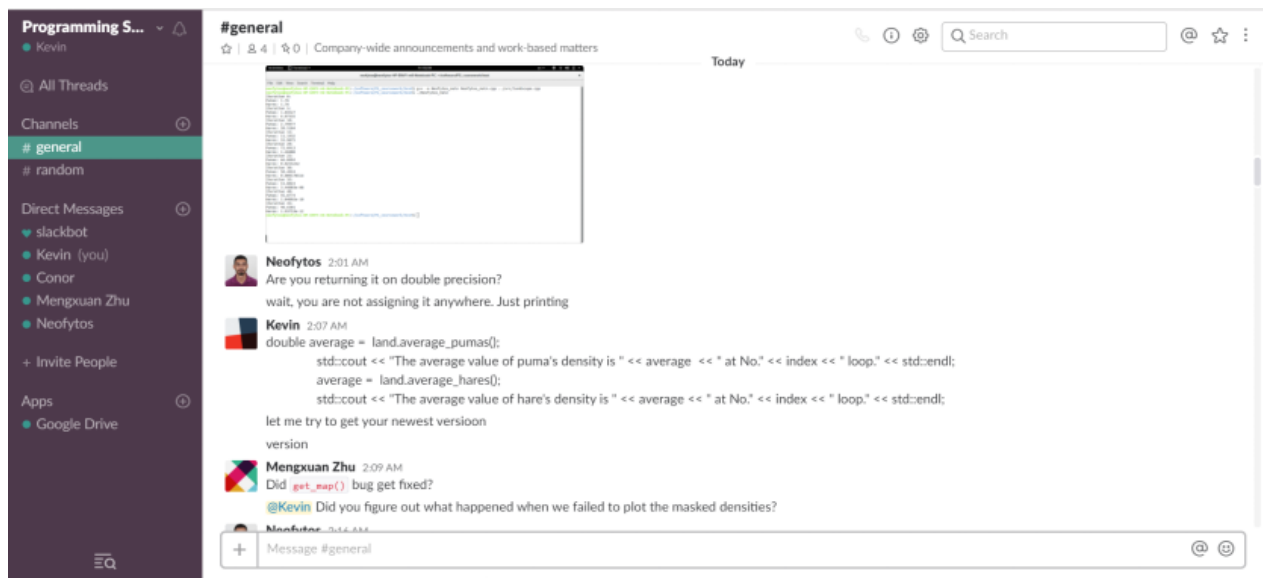 Programming S...
Kevin
All Threads
Channels
# general
# random
Direct Messages
slackbot
Kevin (you)
Conor
Mengxuan Zhu
Neofytos
+ Invite People
Apps
Google Drive
#general
4 | 0 | Company-wide announcements and work-based matters
Search
Today
Neofytos 2:01 AM
Are you returning it on double precision?
wait, you are not assigning it anywhere. Just printing
Kevin 2:07 AM
double average = land.average_pumas();
std::cout << "The average value of puma's density is " << average << " at No." << index << " loop." << std::endl;
average = land.average_hares();
std::cout << "The average value of hare's density is " << average << " at No." << index << " loop." << std::endl;
let me try to get your newest versioon
version
Mengxuan Zhu 2:09 AM
Did get_map() bug get fixed?
@Kevin Did you figure out what happened when we failed to plot the masked densities?
Neofytos 2:16 AM
Message #general